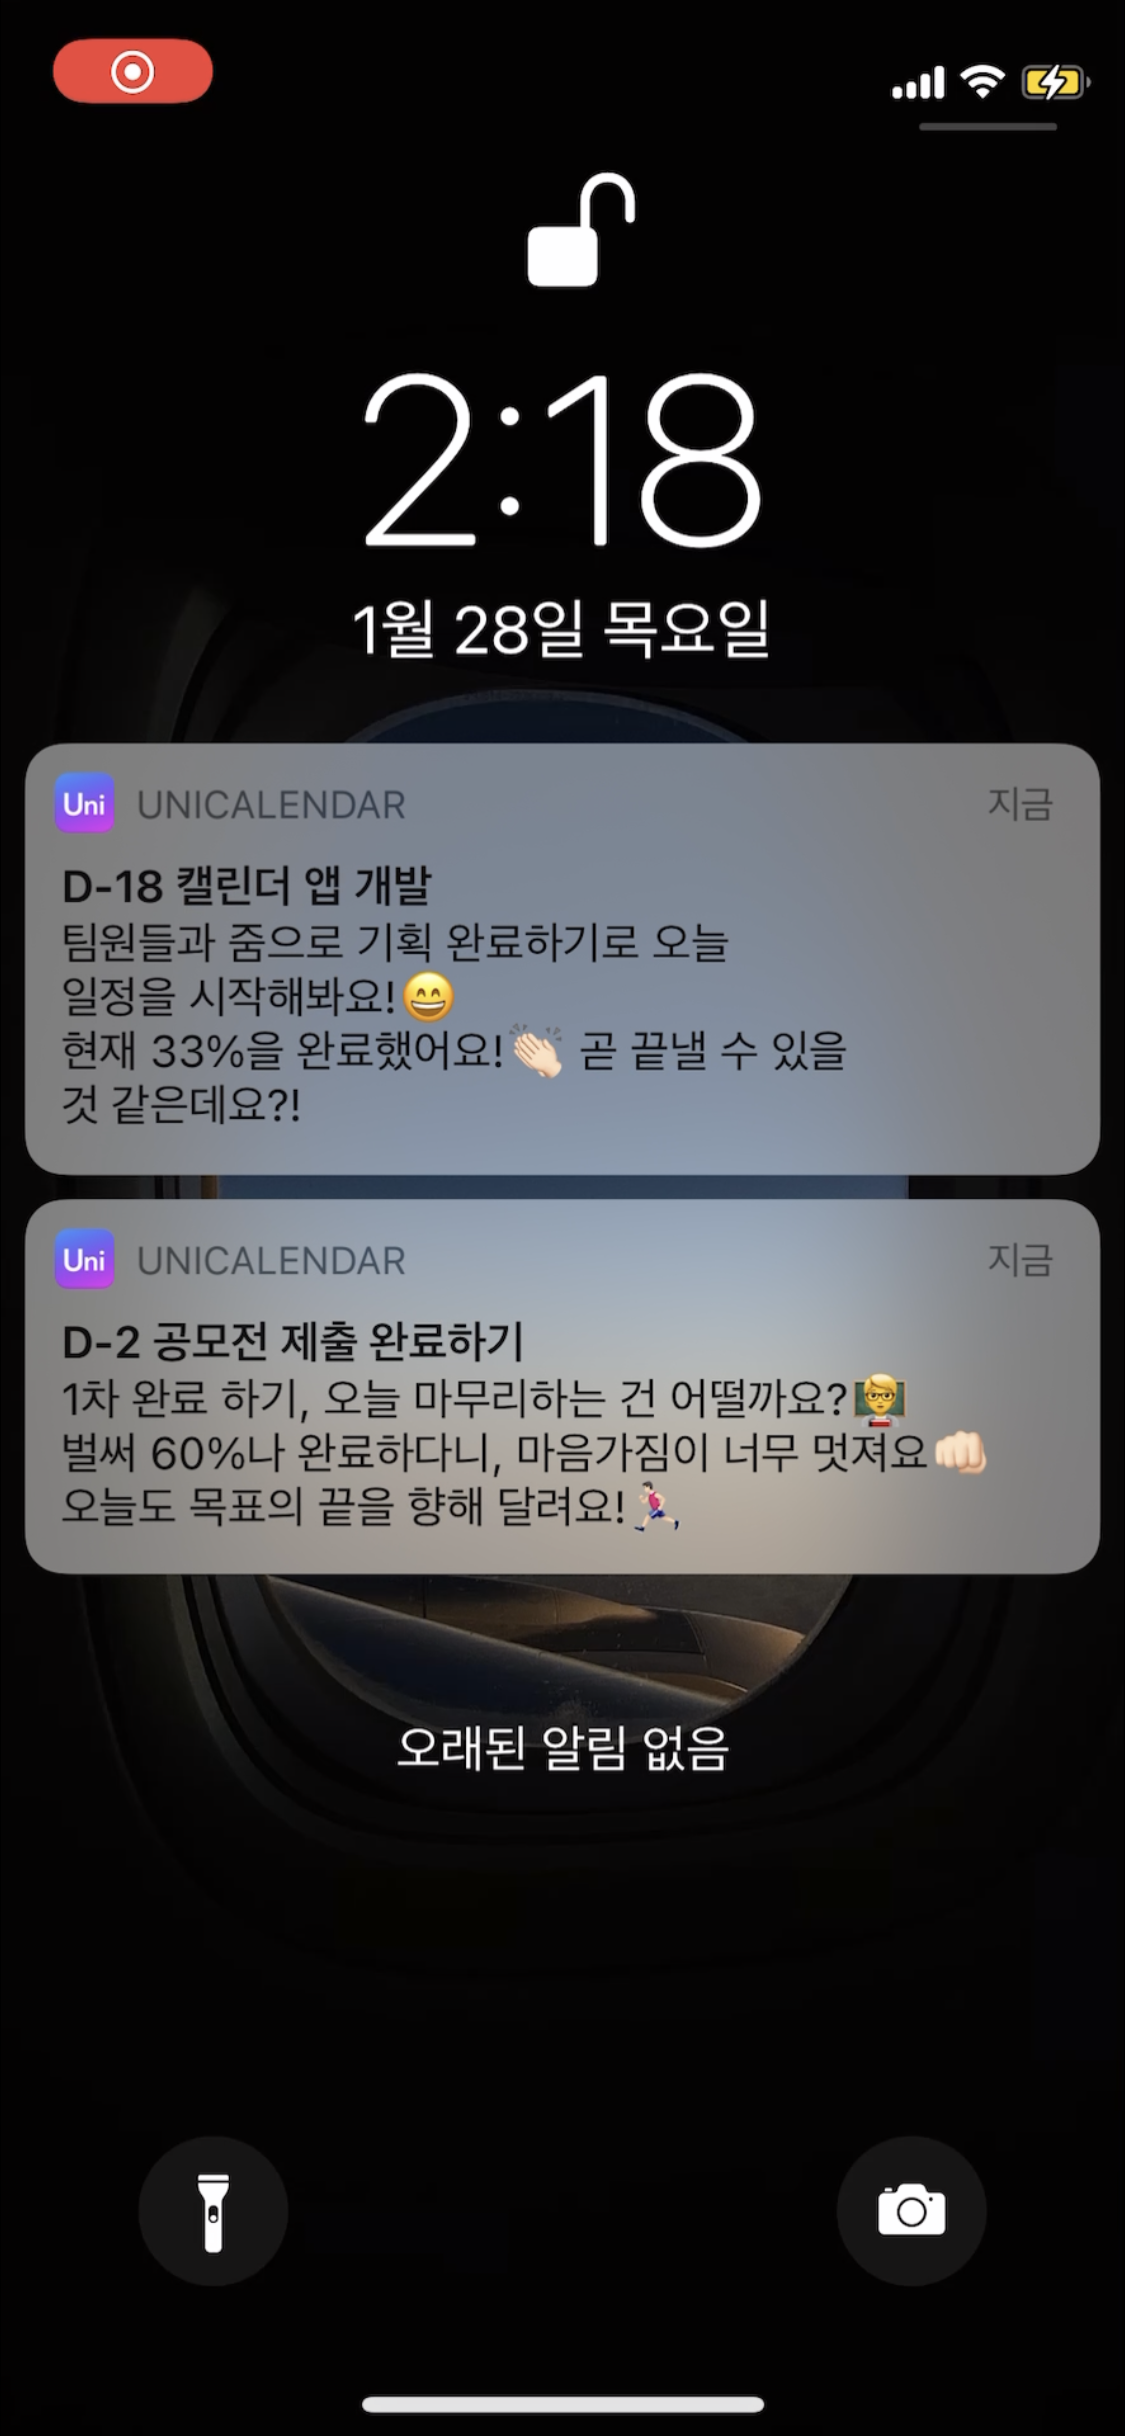 2:18
1월 28일 목요일
Uni UNICALENDAR 지금
D-18 캘린더 앱 개발
팀원들과 줌으로 기획 완료하기로 오늘
일정을 시작해봐요!😄
현재 33%을 완료했어요!👏🏻 곧 끝낼 수 있을
것 같은데요?!
Uni UNICALENDAR 지금
D-2 공모전 제출 완료하기
1차 완료 하기, 오늘 마무리하는 건 어떨까요?👨🏼‍🏫
벌써 60%나 완료하다니, 마음가짐이 너무 멋져요👊🏻
오늘도 목표의 끝을 향해 달려요!🏃🏻
오래된 알림 없음